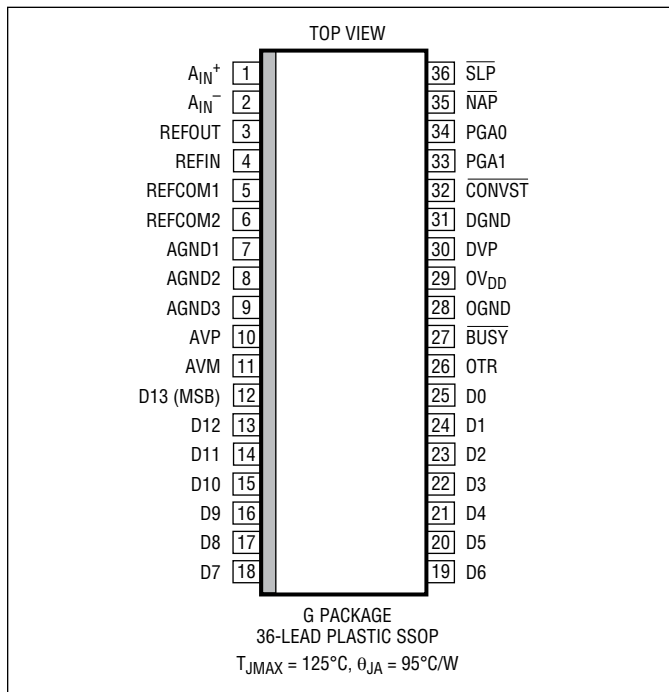 TOP VIEW
A_IN⁺ 1 36 S̅L̅P̅
A_IN⁻ 2 35 N̅A̅P̅
REFOUT 3 34 PGA0
REFIN 4 33 PGA1
REFCOM1 5 32 C̅O̅N̅V̅S̅T̅
REFCOM2 6 31 DGND
AGND1 7 30 DVP
AGND2 8 29 OV_DD
AGND3 9 28 OGND
AVP 10 27 B̅U̅S̅Y̅
AVM 11 26 OTR
D13 (MSB) 12 25 D0
D12 13 24 D1
D11 14 23 D2
D10 15 22 D3
D9 16 21 D4
D8 17 20 D5
D7 18 19 D6
G PACKAGE
36-LEAD PLASTIC SSOP
T_JMAX = 125°C, θ_JA = 95°C/W